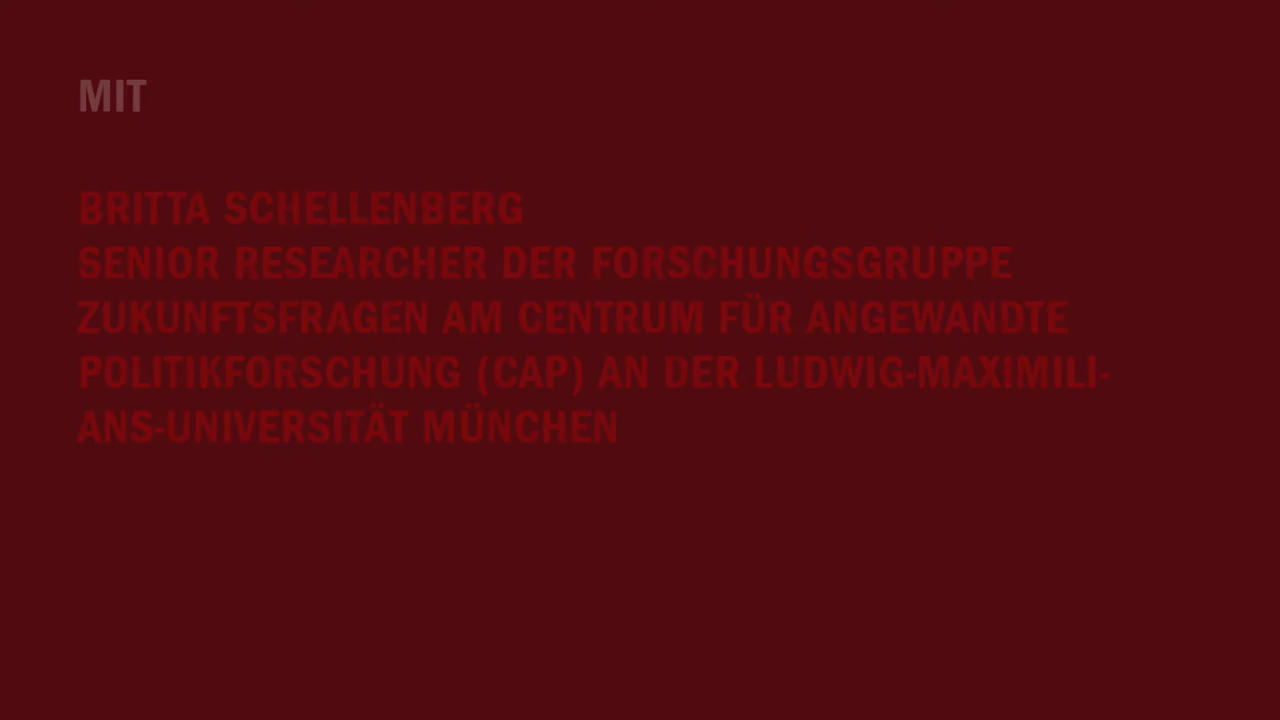 MIT
BRITTA SCHELLENBERG
SENIOR RESEARCHER DER FORSCHUNGSGRUPPE
ZUKUNFTSFRAGEN AM CENTRUM FÜR ANGEWANDTE
POLITIKFORSCHUNG (CAP) AN DER LUDWIG-MAXIMILI-
ANS-UNIVERSITÄT MÜNCHEN